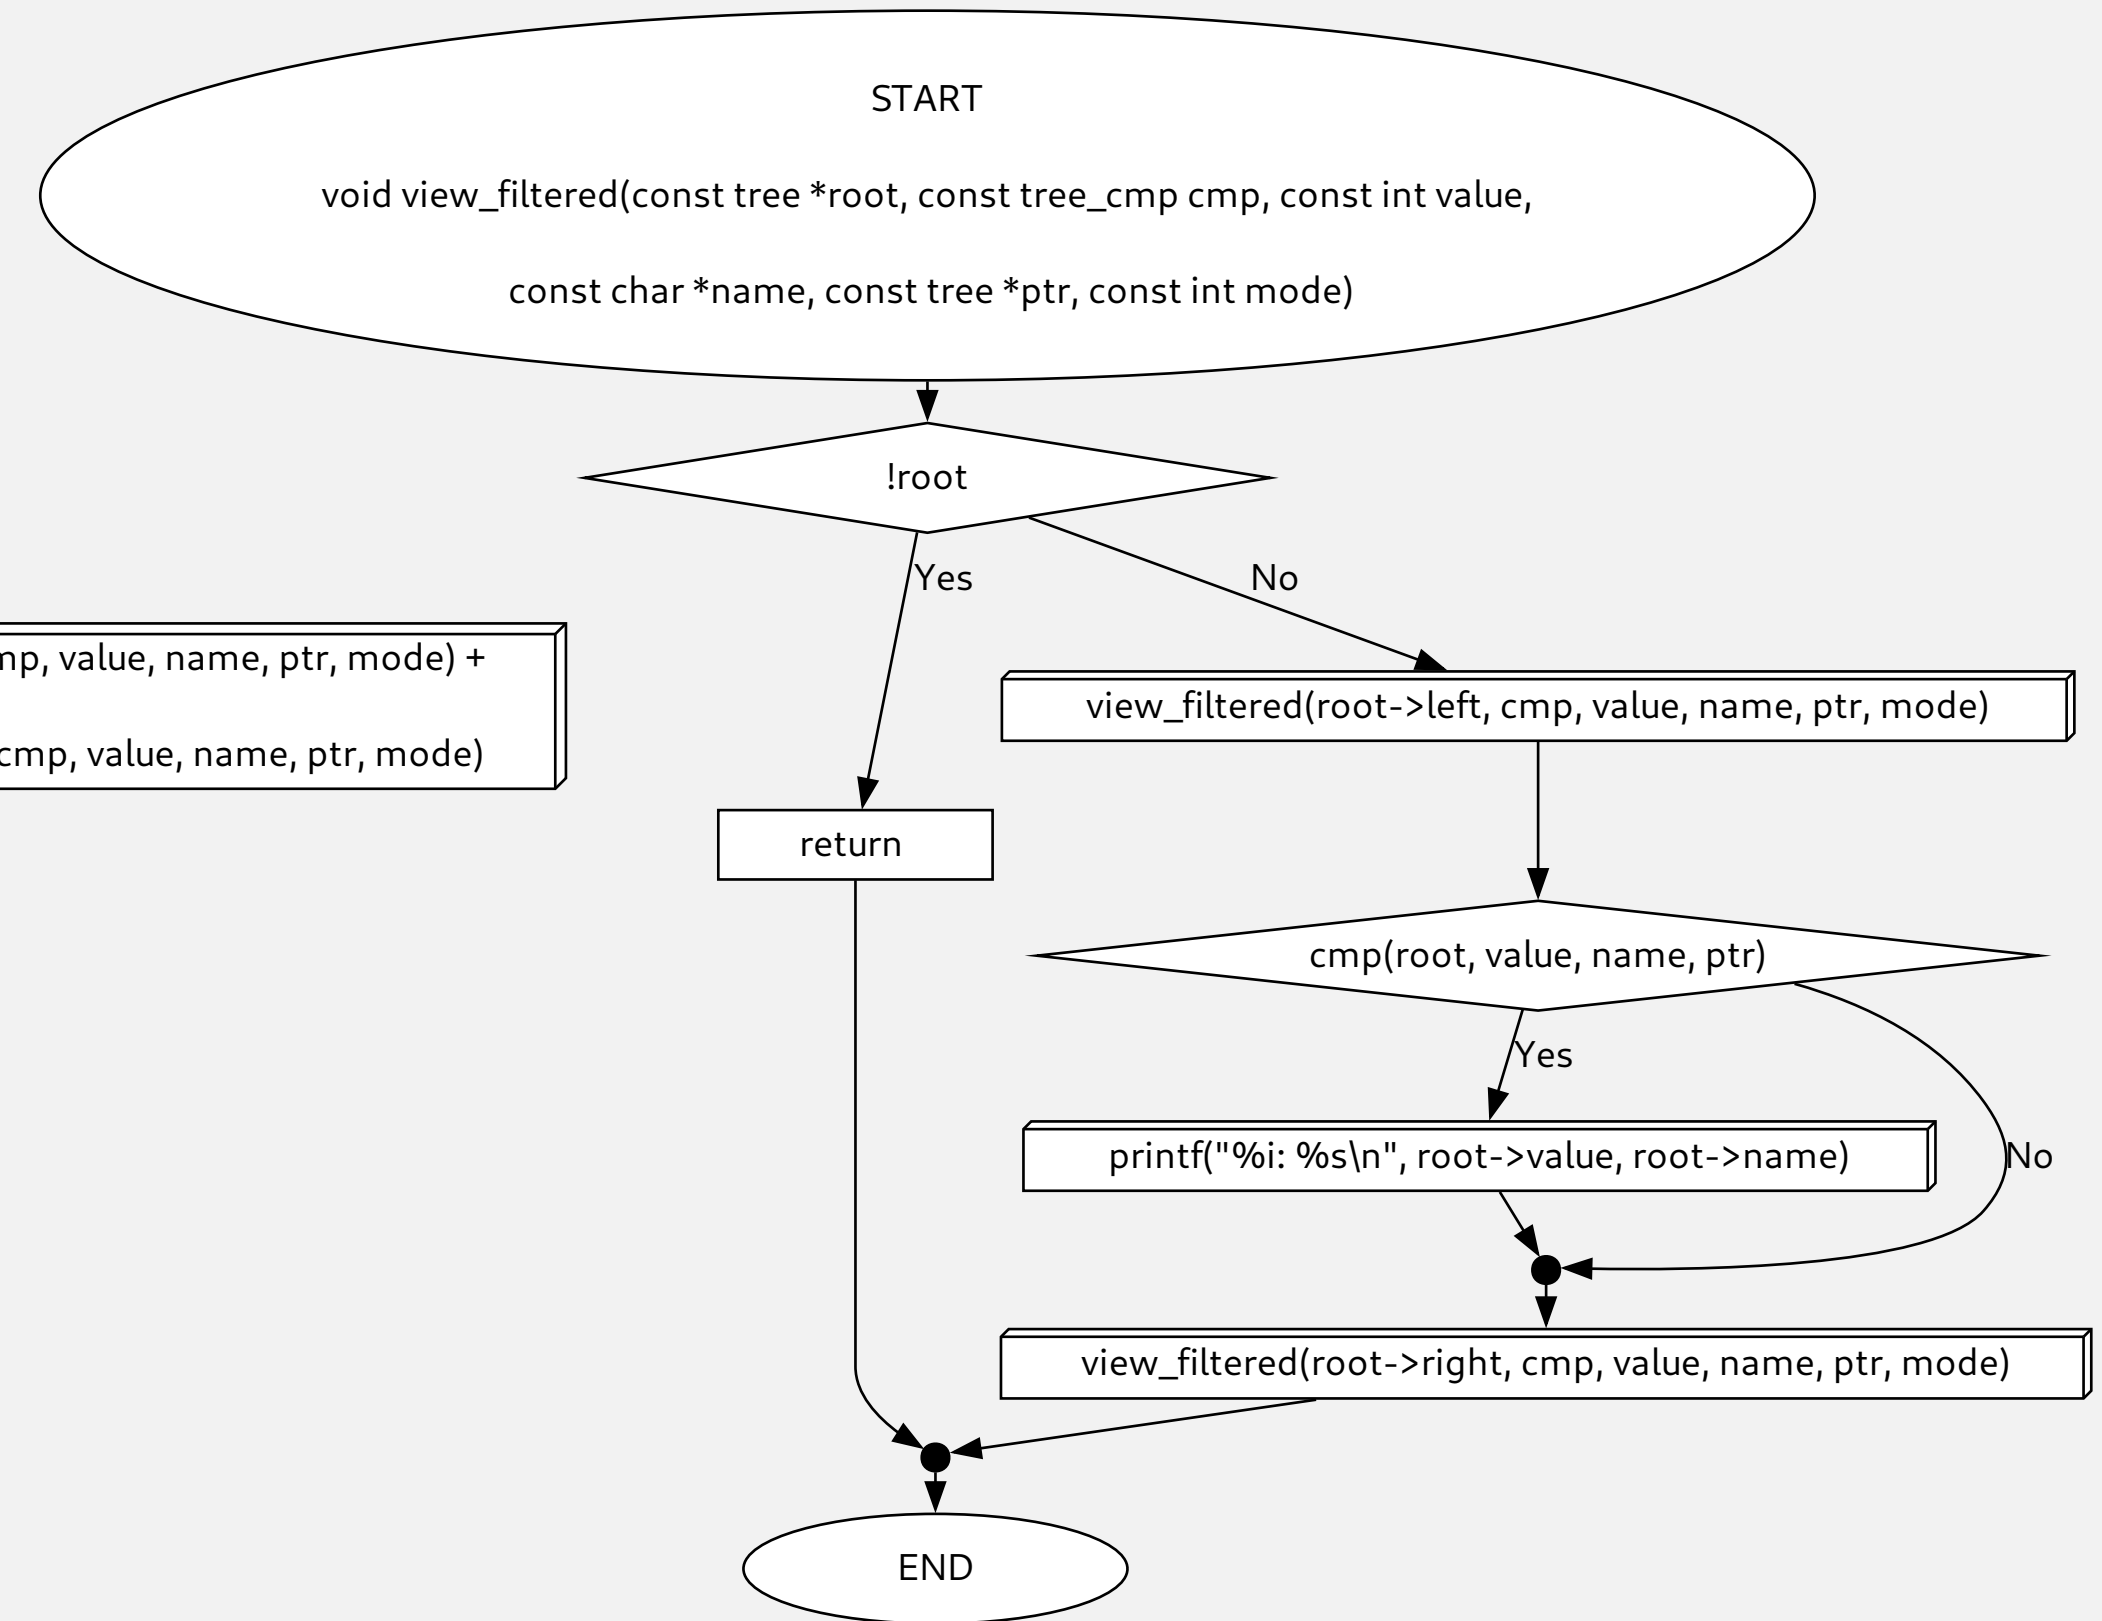 START
void view_filtered(const tree *root, const tree_cmp cmp, const int value,
const char *name, const tree *ptr, const int mode)
!root
Yes
No
value, name, ptr, mode) +
cmp, value, name, ptr, mode)
view_filtered(root->left, cmp, value, name, ptr, mode)
return
cmp(root, value, name, ptr)
Yes
printf("%i: %s\n", root->value, root->name)
No
view_filtered(root->right, cmp, value, name, ptr, mode)
END